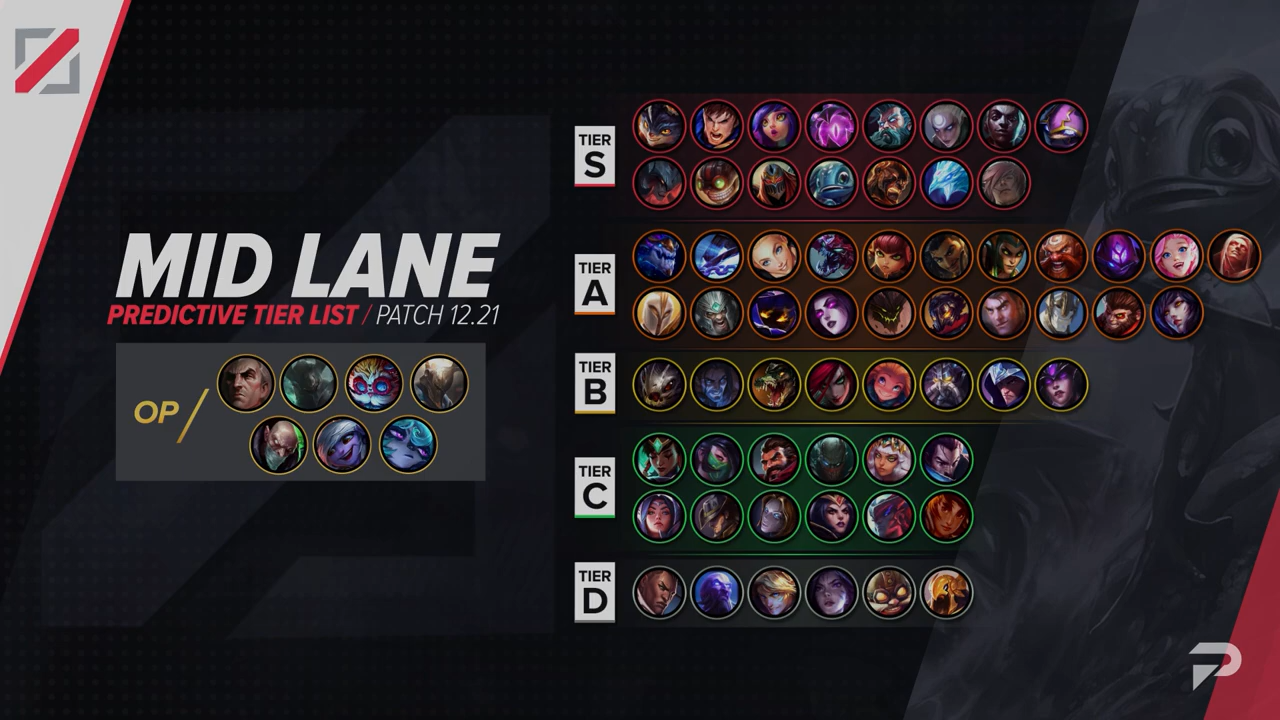 MID LANE
PREDICTIVE TIER LIST / PATCH 12.21
OP /
TIER
S
TIER
A
TIER
B
TIER
C
TIER
D